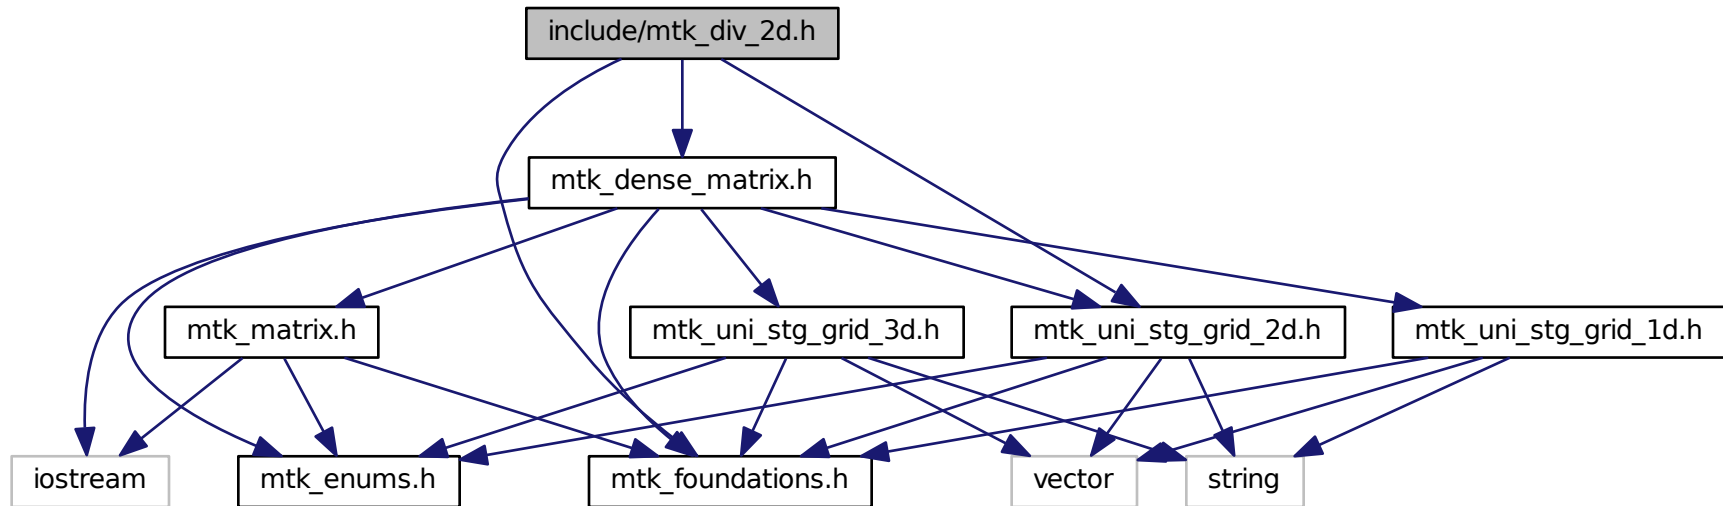 include/mtk_div_2d.h
mtk_dense_matrix.h
mtk_matrix.h
mtk_uni_stg_grid_3d.h
mtk_uni_stg_grid_2d.h
mtk_uni_stg_grid_1d.h
iostream
mtk_enums.h
mtk_foundations.h
vector
string